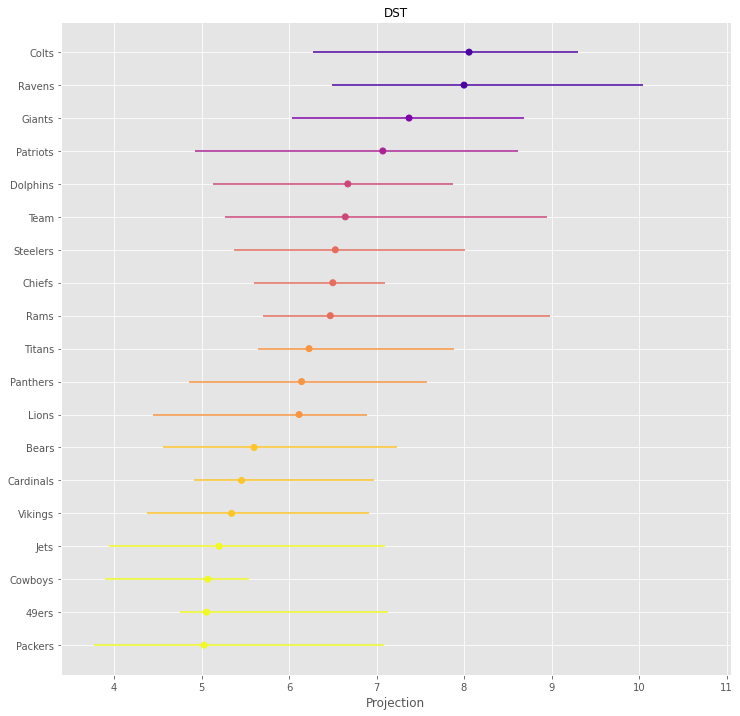 DST
Colts
Ravens
Giants
Patriots
Dolphins
Team
Steelers
Chiefs
Rams
Titans
Panthers
Lions
Bears
Cardinals
Vikings
Jets
Cowboys
49ers
Packers
4 5 6 7 8 9 10 11
Projection